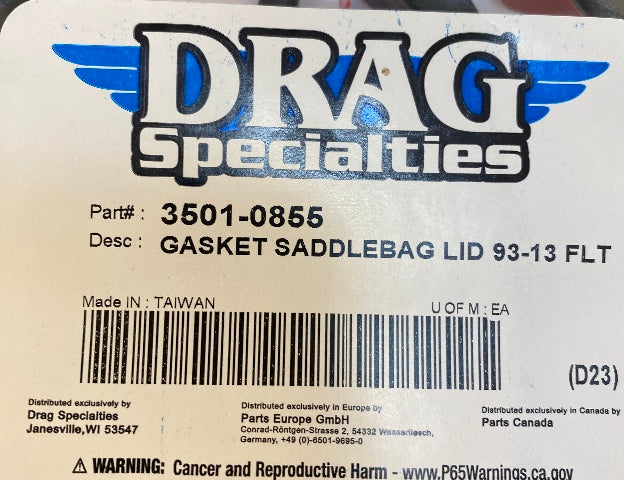 DRAG
Specialties
Part# : 3501-0855
Desc : GASKET SADDLEBAG LID 93-13 FLT
Made IN : TAIWAN
U OF M : EA
(D23)
Distributed exclusively by
Drag Specialties
Janesville,WI 53547
Distributed exclusively in Europe by
Parts Europe GmbH
Conrad-Röntgen-Strasse 2, 54332 Wasserliesch,
Germany, +49 (0)-6501-9695-0
Distributed exclusively in Canada by
Parts Canada
⚠ WARNING: Cancer and Reproductive Harm - www.P65Warnings.ca.gov